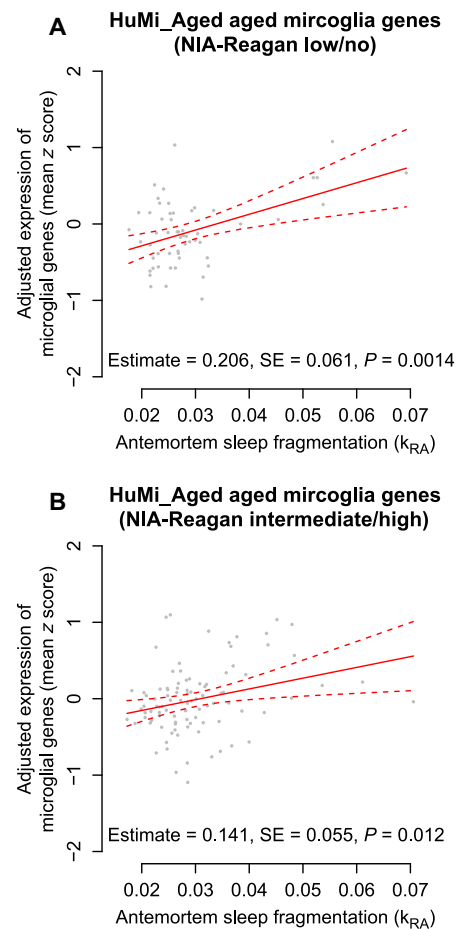 A
HuMi_Aged aged mircoglia genes
(NIA-Reagan low/no)
Adjusted expression of
microglial genes (mean z score)
2
1
0
−1
−2
Estimate = 0.206, SE = 0.061, P = 0.0014
0.02 0.03 0.04 0.05 0.06 0.07
Antemortem sleep fragmentation (kRA)
B
HuMi_Aged aged mircoglia genes
(NIA-Reagan intermediate/high)
Adjusted expression of
microglial genes (mean z score)
2
1
0
−1
−2
Estimate = 0.141, SE = 0.055, P = 0.012
0.02 0.03 0.04 0.05 0.06 0.07
Antemortem sleep fragmentation (kRA)